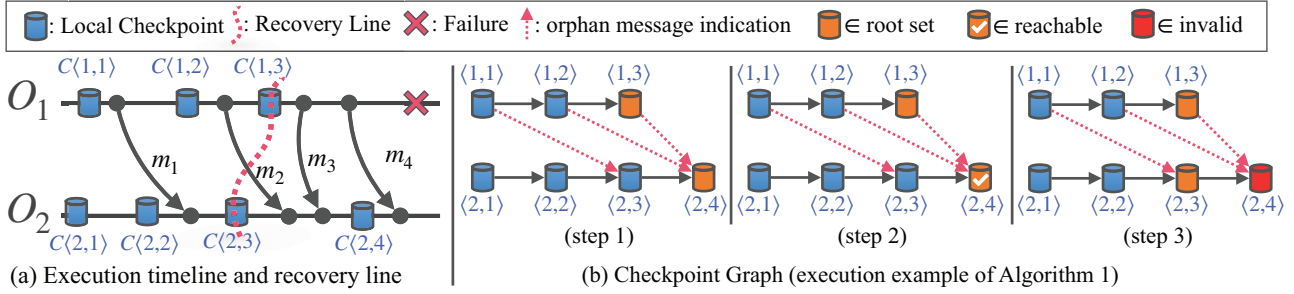 : Local Checkpoint : Recovery Line : Failure : orphan message indication ∈ root set ∈ reachable ∈ invalid
C⟨1,1⟩ C⟨1,2⟩ C⟨1,3⟩
O1
m1 m2 m3 m4
O2
C⟨2,1⟩ C⟨2,2⟩ C⟨2,3⟩ C⟨2,4⟩
(a) Execution timeline and recovery line
⟨1,1⟩ ⟨1,2⟩ ⟨1,3⟩
⟨2,1⟩ ⟨2,2⟩ ⟨2,3⟩ ⟨2,4⟩
(step 1)
⟨1,1⟩ ⟨1,2⟩ ⟨1,3⟩
⟨2,1⟩ ⟨2,2⟩ ⟨2,3⟩ ⟨2,4⟩
(step 2)
⟨1,1⟩ ⟨1,2⟩ ⟨1,3⟩
⟨2,1⟩ ⟨2,2⟩ ⟨2,3⟩ ⟨2,4⟩
(step 3)
(b) Checkpoint Graph (execution example of Algorithm 1)